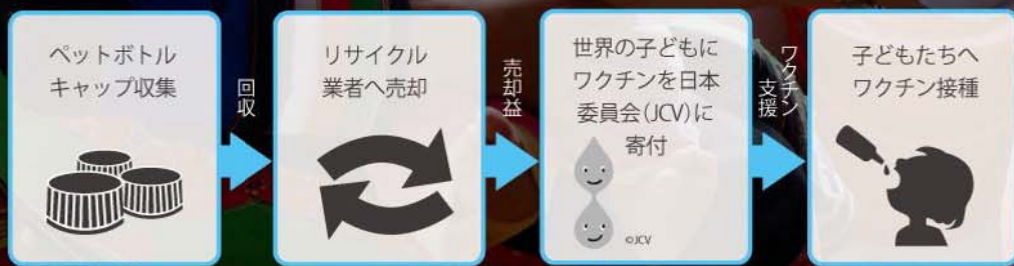 ペットボトル
キャップ収集
回収
リサイクル
業者へ売却
売却益
世界の子どもに
ワクチンを日本
委員会(JCV)に
寄付
©JCV
ワクチン
支援
子どもたちへ
ワクチン接種